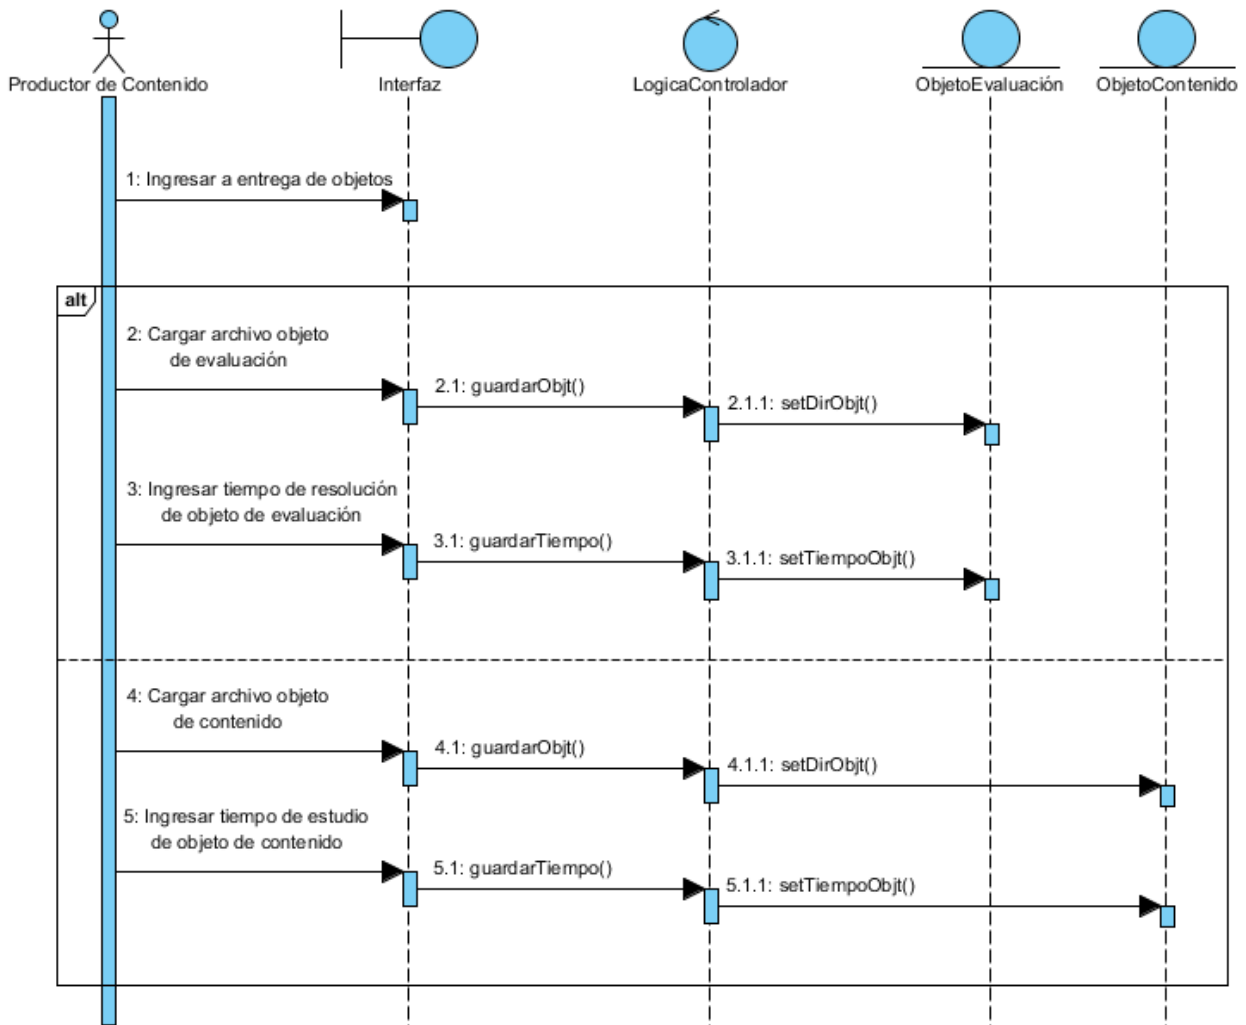 Productor de Contenido
Interfaz
LogicaControlador
ObjetoEvaluación
ObjetoContenido
1: Ingresar a entrega de objetos
alt
2: Cargar archivo objeto
de evaluación
2.1: guardarObjt()
2.1.1: setDirObjt()
3: Ingresar tiempo de resolución
de objeto de evaluación
3.1: guardarTiempo()
3.1.1: setTiempoObjt()
4: Cargar archivo objeto
de contenido
4.1: guardarObjt()
4.1.1: setDirObjt()
5: Ingresar tiempo de estudio
de objeto de contenido
5.1: guardarTiempo()
5.1.1: setTiempoObjt()